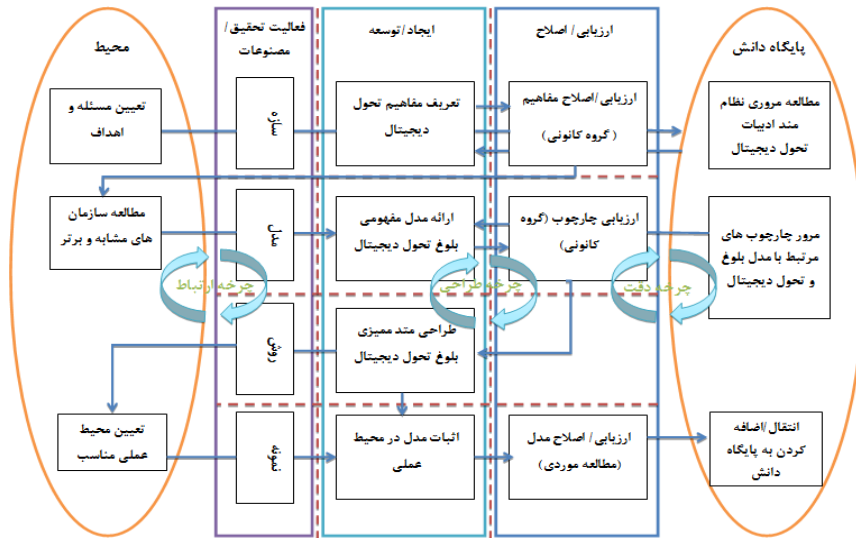 محیط
فعالیت تحقیق/
مصنوعات
ایجاد/توسعه
ارزیابی/ اصلاح
پایگاه دانش
تعیین مسئله و
اهداف
سازه
تعریف مفاهیم تحول
دیجیتال
ارزیابی/اصلاح مفاهیم
( گروه کانونی)
مطالعه مروری نظام
مند ادبیات
تحول دیجیتال
مطالعه سازمان
های مشابه و برتر
مدل
ارائه مدل مفهومی
بلوغ تحول دیجیتال
ارزیابی چارچوب (گروه
کانونی)
مرور چارچوب های
مرتبط با مدل بلوغ
و تحول دیجیتال
چرخه ارتباط
چرخه طراحی
چرخه دقت
روش
طراحی متد ممیزی
بلوغ تحول دیجیتال
تعیین محیط
عملی مناسب
نمونه
اثبات مدل در محیط
عملی
ارزیابی/ اصلاح مدل
(مطالعه موردی)
انتقال/اضافه
کردن به پایگاه
دانش